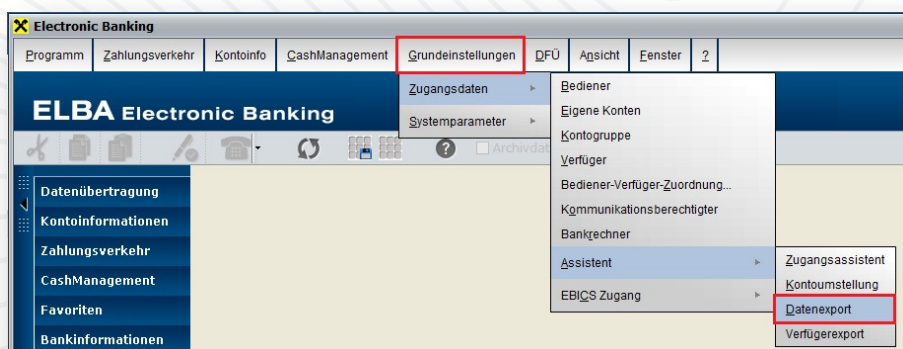 Electronic Banking
Programm Zahlungsverkehr Kontoinfo CashManagement Grundeinstellungen DFÜ Ansicht Fenster ?
ELBA Electronic Banking
Zugangsdaten
Systemparameter
Bediener
Eigene Konten
Kontogruppe
Verfüger
Bediener-Verfüger-Zuordnung...
Kommunikationsberechtigter
Bankrechner
Assistent
EBICS Zugang
Zugangsassistent
Kontoumstellung
Datenexport
Verfügerexport
Archivdat
Datenübertragung
Kontoinformationen
Zahlungsverkehr
CashManagement
Favoriten
Bankinformationen